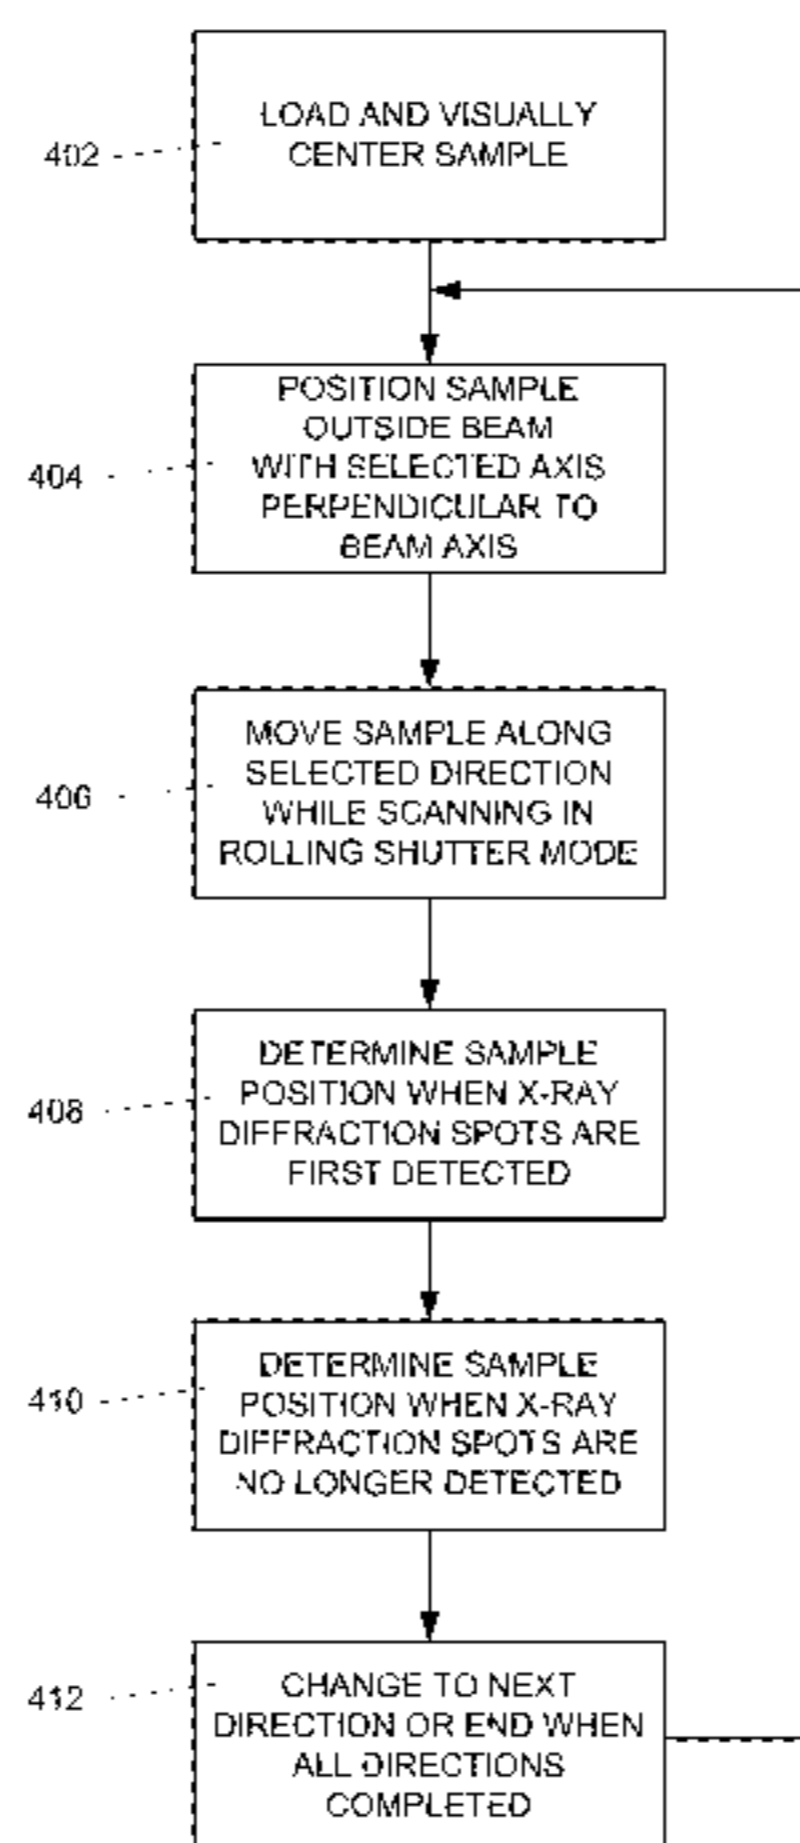 402
LOAD AND VISUALLY
CENTER SAMPLE
404
POSITION SAMPLE
OUTSIDE BEAM
WITH SELECTED AXIS
PERPENDICULAR TO
BEAM AXIS
406
MOVE SAMPLE ALONG
SELECTED DIRECTION
WHILE SCANNING IN
ROLLING SHUTTER MODE
408
DETERMINE SAMPLE
POSITION WHEN X-RAY
DIFFRACTION SPOTS ARE
FIRST DETECTED
410
DETERMINE SAMPLE
POSITION WHEN X-RAY
DIFFRACTION SPOTS ARE
NO LONGER DETECTED
412
CHANGE TO NEXT
DIRECTION OR END WHEN
ALL DIRECTIONS
COMPLETED